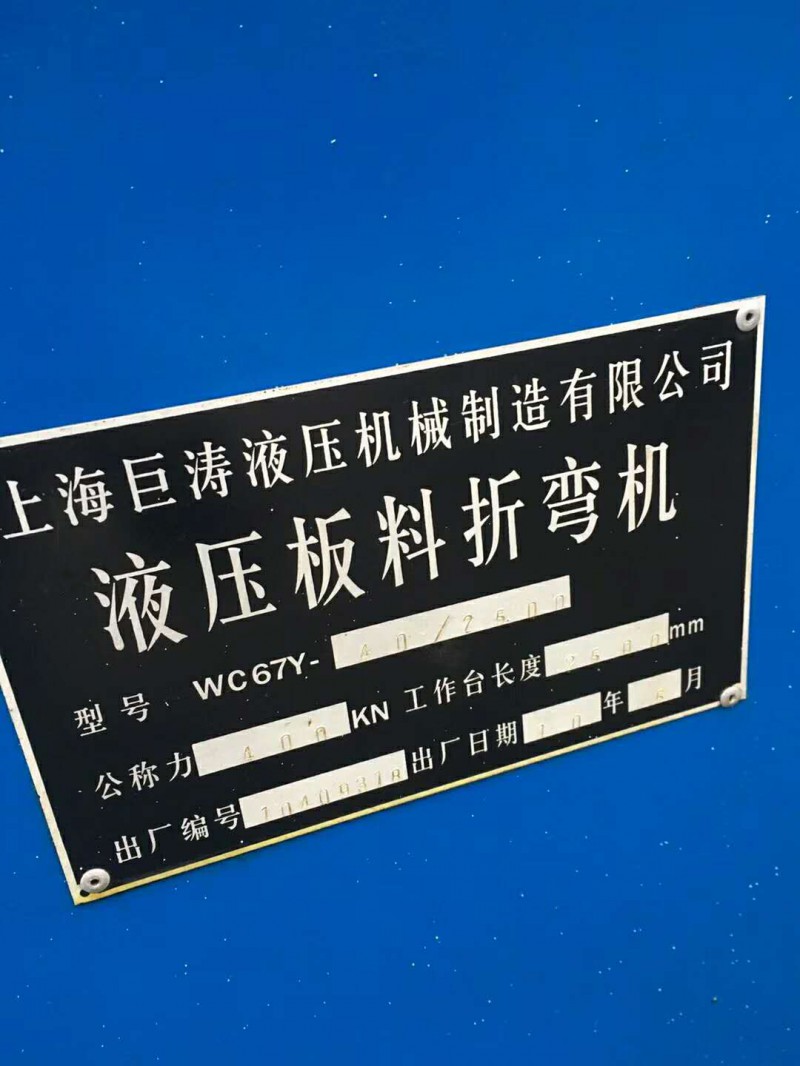 上海巨涛液压机械制造有限公司
液压板料折弯机
型号 WC67Y-40/2500
公称力 400 KN 工作台长度 2500 mm
出厂编号 10409318 出厂日期 10 年 5 月